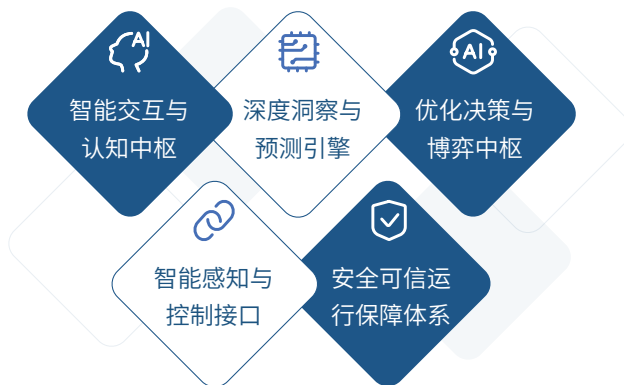 AI
智能交互与
认知中枢
深度洞察与
预测引擎
AI
优化决策与
博弈中枢
智能感知与
控制接口
安全可信运
行保障体系